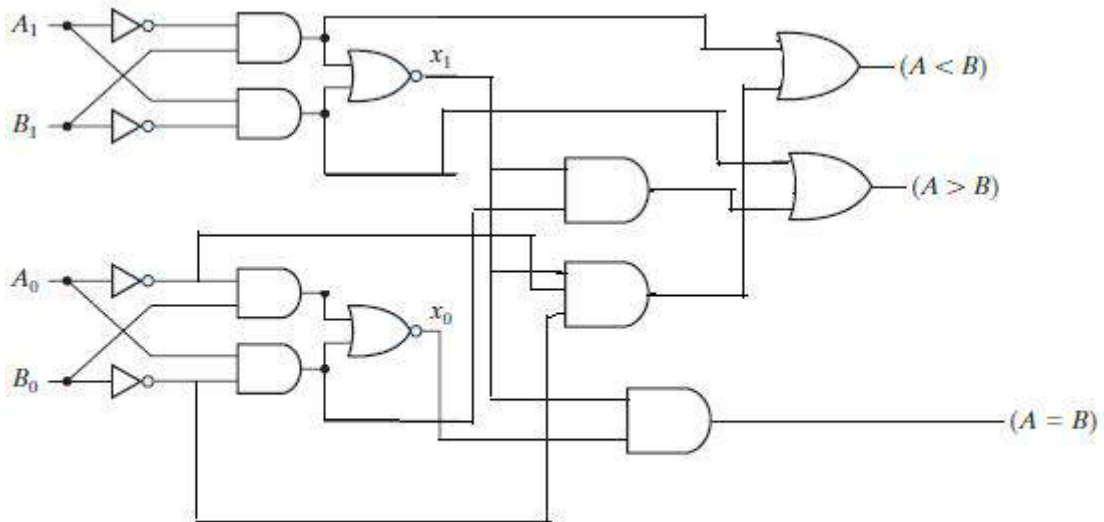 A1
x1
(A < B)
B1
(A > B)
A0
x0
B0
(A = B)